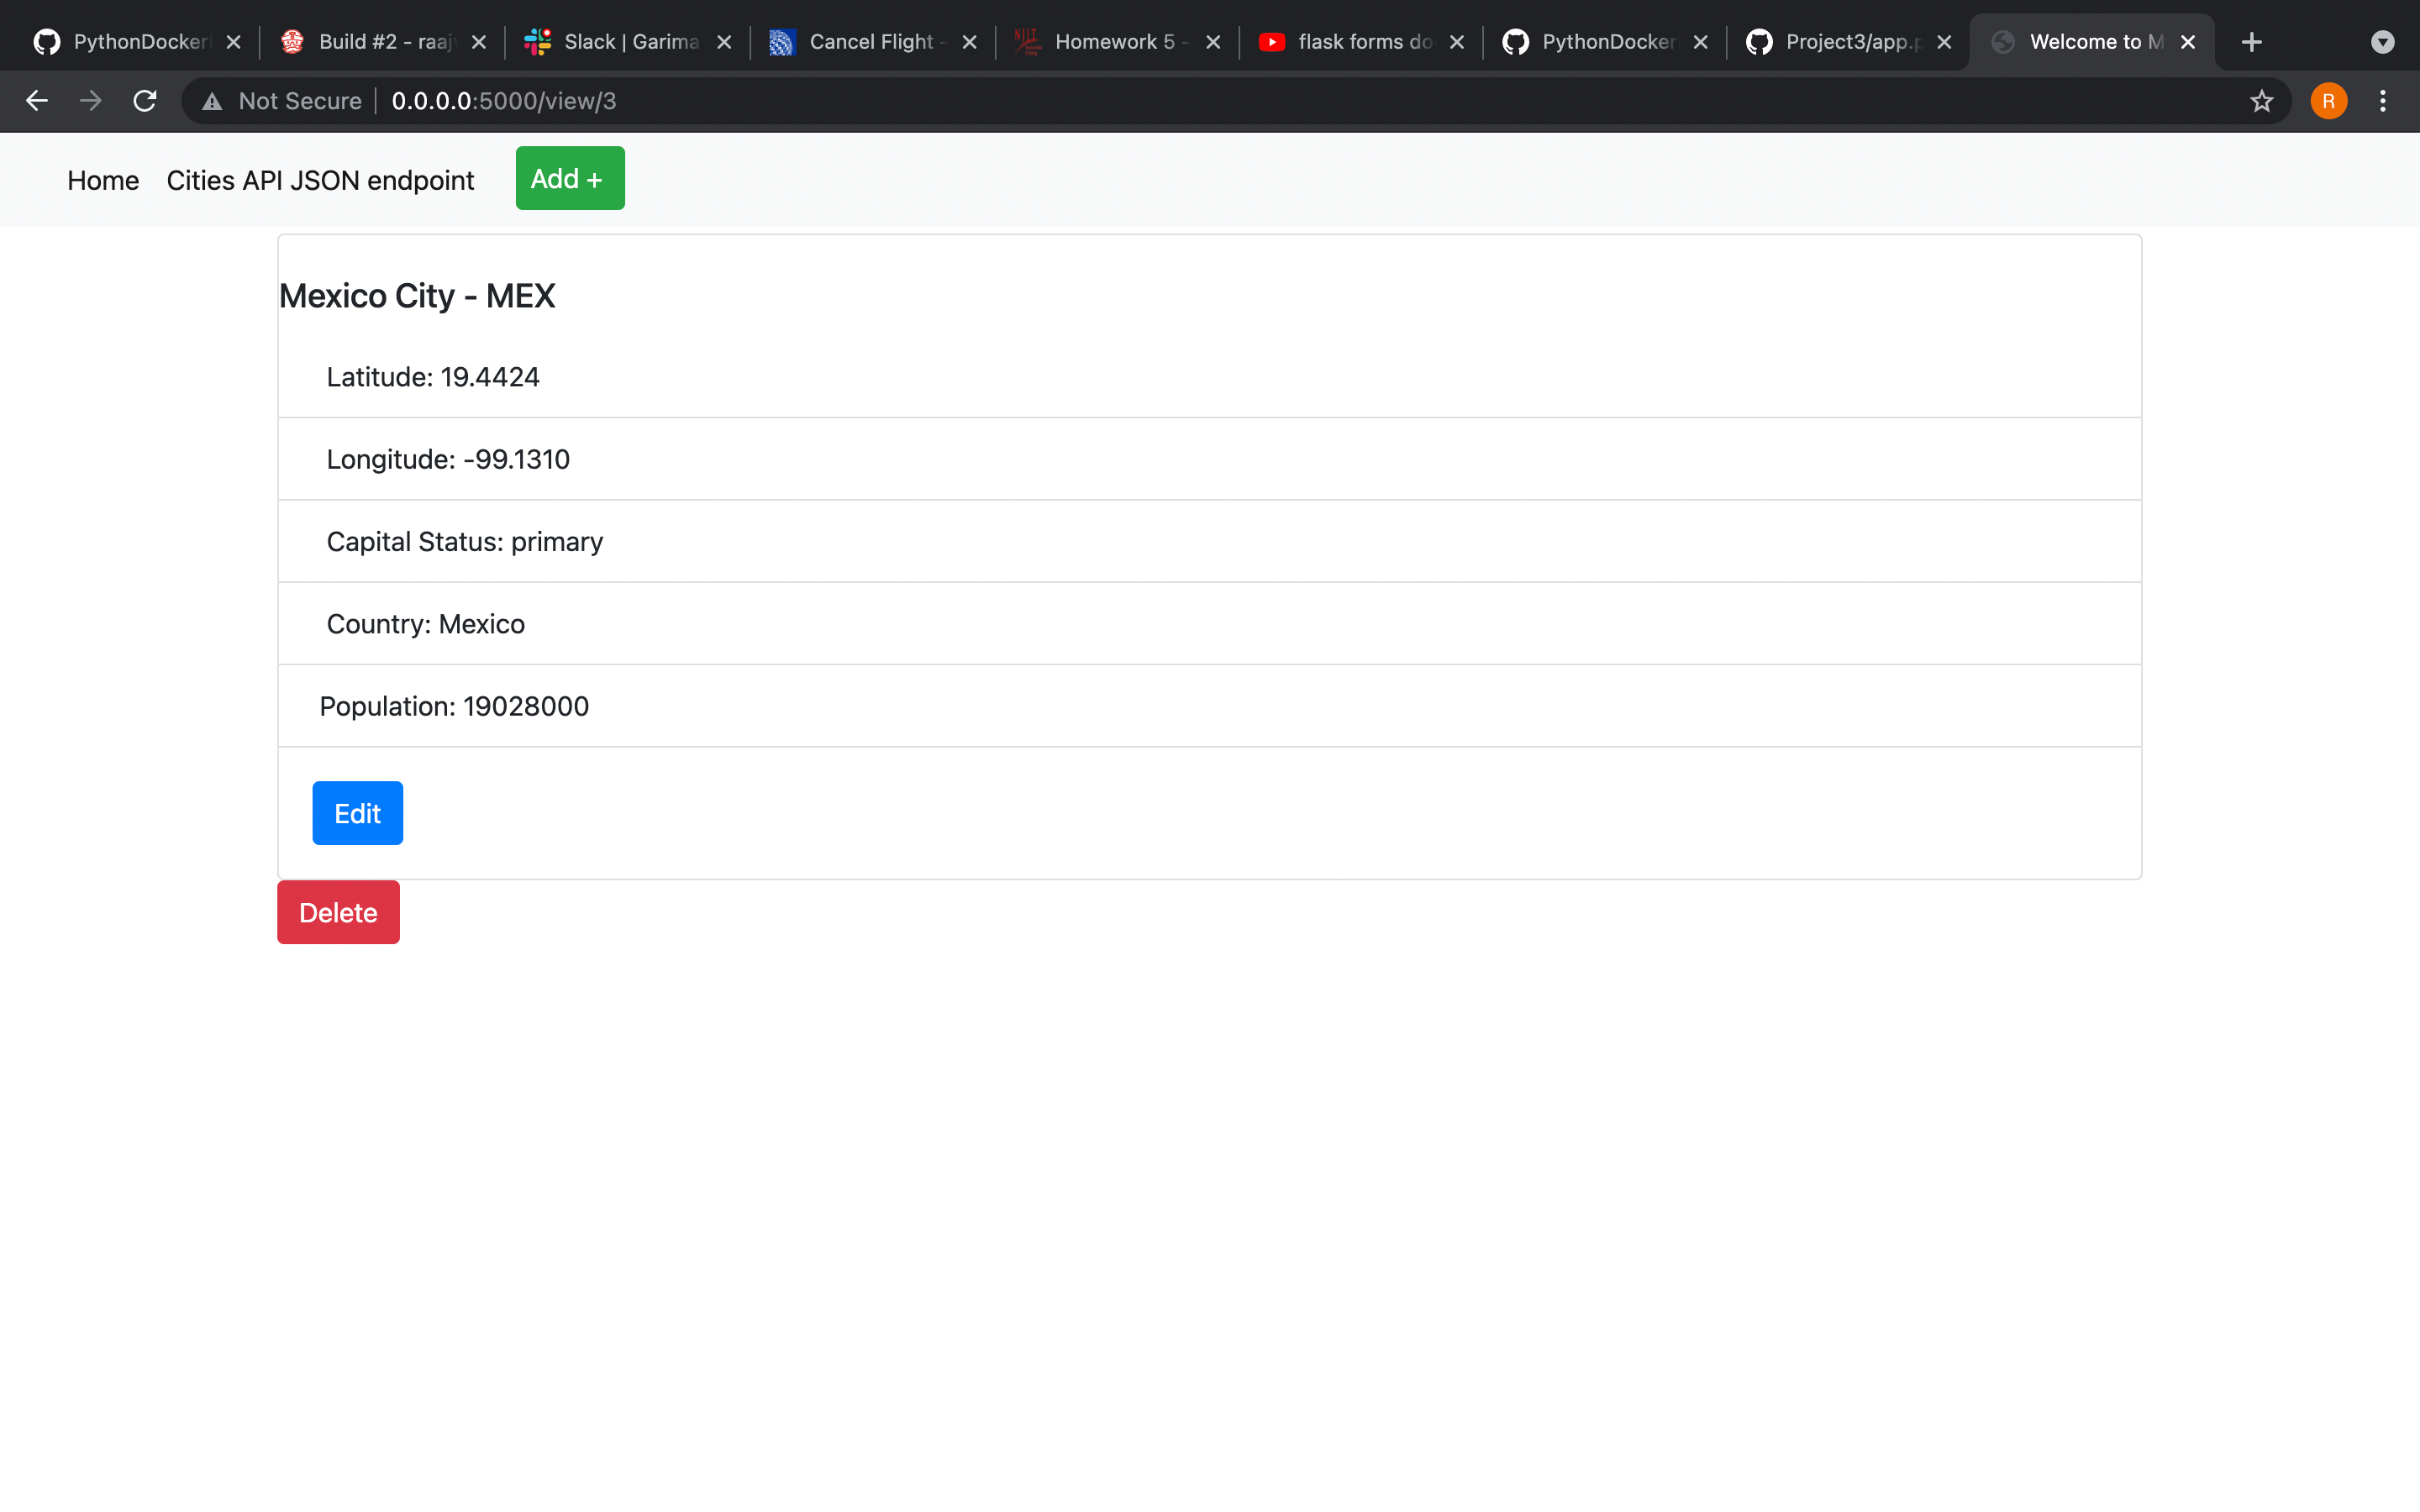 PythonDocker
Build #2 - raajv
Slack | Garima
Cancel Flight -
Homework 5 -
flask forms do
PythonDocker
Project3/app.p
Welcome to M
Not Secure
0.0.0.0:5000/view/3
R
Home
Cities API JSON endpoint
Add +
Mexico City - MEX
Latitude: 19.4424
Longitude: -99.1310
Capital Status: primary
Country: Mexico
Population: 19028000
Edit
Delete